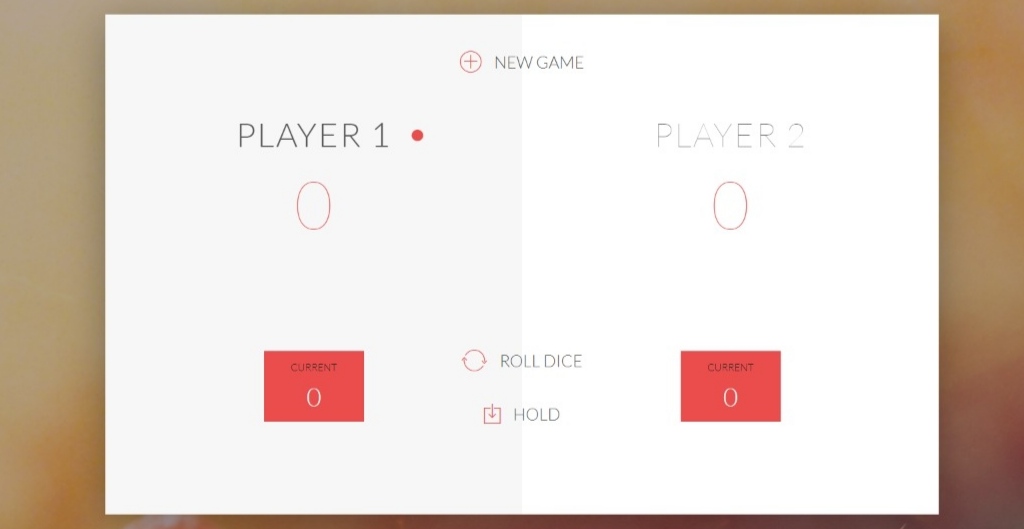 NEW GAME
PLAYER 1
PLAYER 2
0
0
CURRENT
0
ROLL DICE
HOLD
CURRENT
0